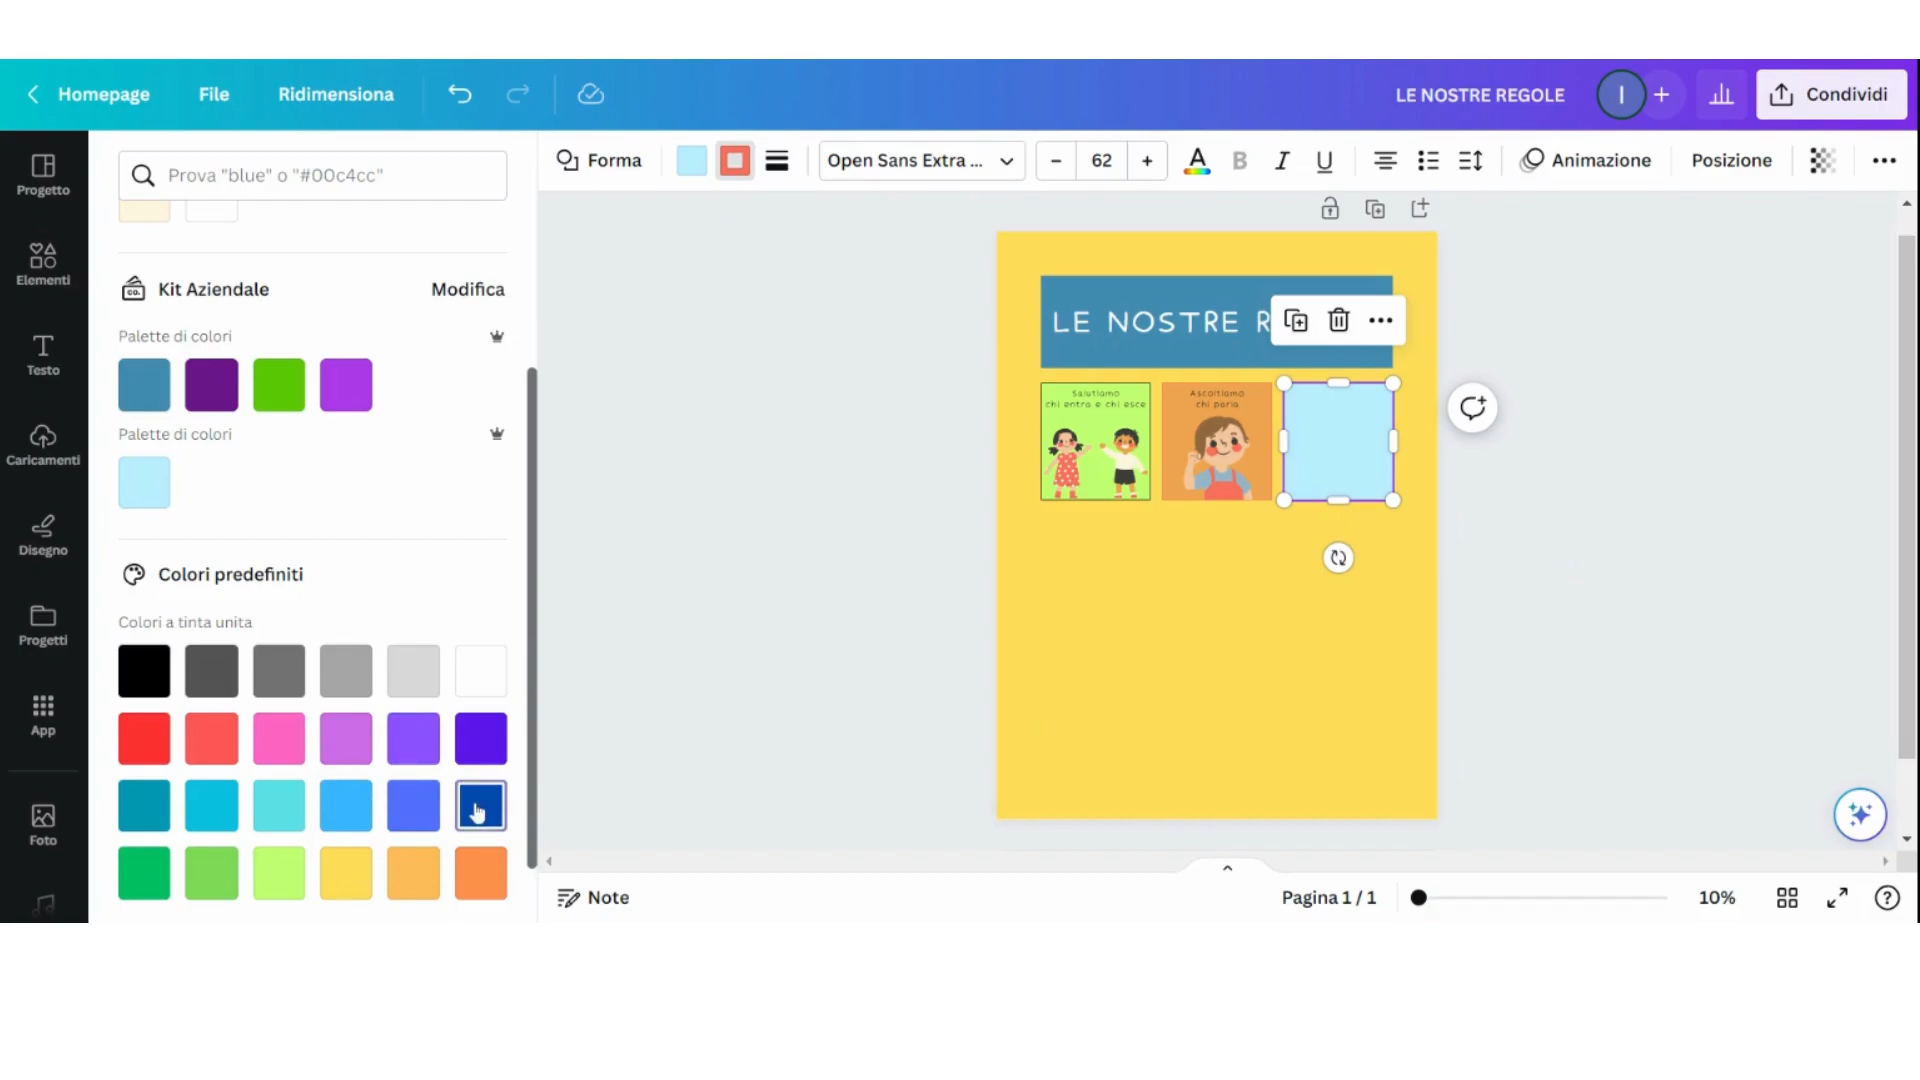 Homepage File Ridimensiona LE NOSTRE REGOLE I + Condividi
Progetto
Elementi
Testo
Caricamenti
Disegno
Progetti
App
Foto
Prova "blue" o "#00c4cc"
Kit Aziendale Modifica
CO.
Palette di colori
Palette di colori
Colori predefiniti
Colori a tinta unita
Forma Open Sans Extra ... − 62 + A B I U Animazione Posizione
LE NOSTRE R
Salutiamo
chi entra e chi esce
Ascoltiamo
chi parla
Note Pagina 1 / 1 10% ?